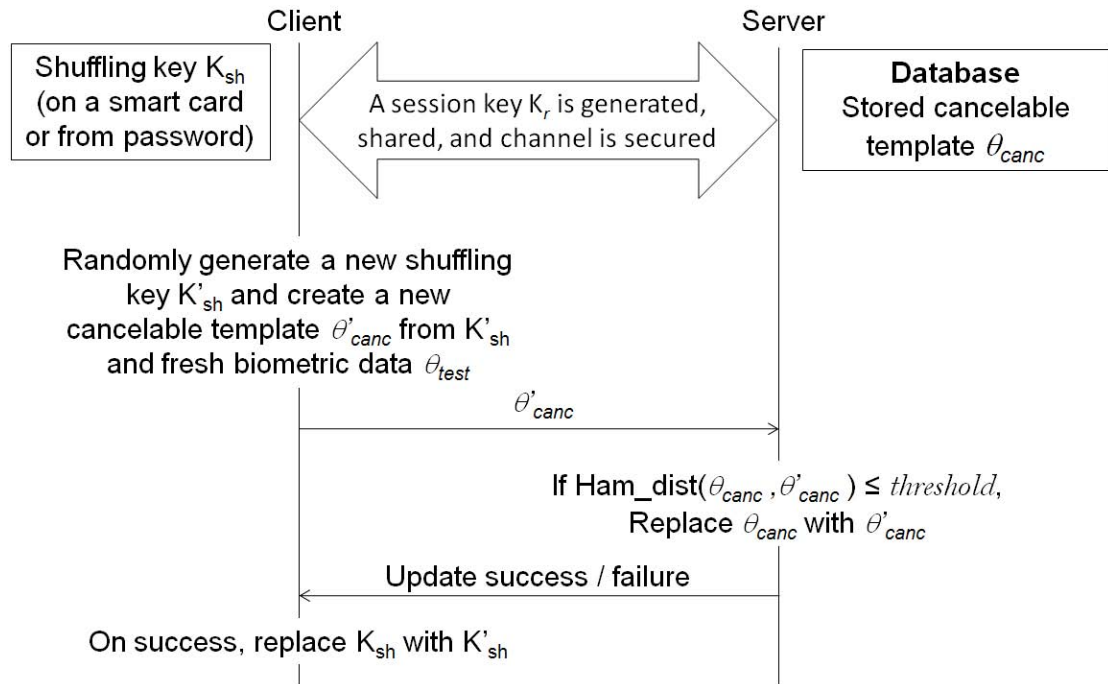 Client
Server
Shuffling key K_sh
(on a smart card
or from password)
A session key K_r is generated,
shared, and channel is secured
Database
Stored cancelable
template θ_canc
Randomly generate a new shuffling
key K'_sh and create a new
cancelable template θ'_canc from K'_sh
and fresh biometric data θ_test
θ'_canc
If Ham_dist(θ_canc ,θ'_canc ) ≤ threshold,
Replace θ_canc with θ'_canc
Update success / failure
On success, replace K_sh with K'_sh